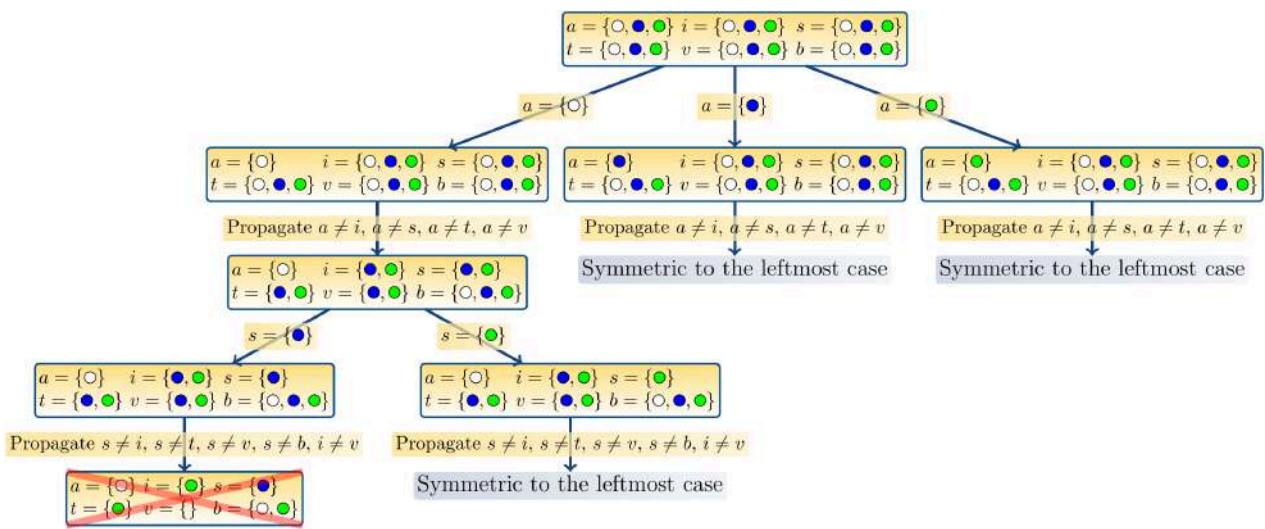 a = {○, ●, ●} i = {○, ●, ●} s = {○, ●, ●}
t = {○, ●, ●} v = {○, ●, ●} b = {○, ●, ●}
a = {○}
a = {●}
a = {●}
a = {○} i = {○, ●, ●} s = {○, ●, ●}
t = {○, ●, ●} v = {○, ●, ●} b = {○, ●, ●}
a = {●} i = {○, ●, ●} s = {○, ●, ●}
t = {○, ●, ●} v = {○, ●, ●} b = {○, ●, ●}
a = {●} i = {○, ●, ●} s = {○, ●, ●}
t = {○, ●, ●} v = {○, ●, ●} b = {○, ●, ●}
Propagate a ≠ i, a ≠ s, a ≠ t, a ≠ v
Propagate a ≠ i, a ≠ s, a ≠ t, a ≠ v
Propagate a ≠ i, a ≠ s, a ≠ t, a ≠ v
a = {○} i = {●, ●} s = {●, ●}
t = {●, ●} v = {●, ●} b = {○, ●, ●}
Symmetric to the leftmost case
Symmetric to the leftmost case
s = {●}
s = {●}
a = {○} i = {●, ●} s = {●}
t = {●, ●} v = {●, ●} b = {○, ●, ●}
a = {○} i = {●, ●} s = {●}
t = {●, ●} v = {●, ●} b = {○, ●, ●}
Propagate s ≠ i, s ≠ t, s ≠ v, s ≠ b, i ≠ v
Propagate s ≠ i, s ≠ t, s ≠ v, s ≠ b, i ≠ v
a = {○} i = {●} s = {●}
t = {●} v = {} b = {○, ●}
Symmetric to the leftmost case